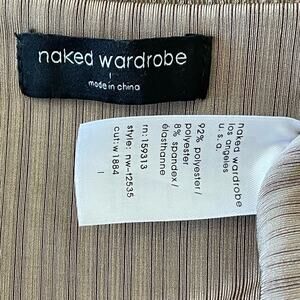 naked wardrobe
l
made in china
naked wardrobe
los angeles
u.s.a.
92% polyester/
polyester
8% spandex/
élasthanne
rn: 159313
style: nw-t2535
cut: w1884
l